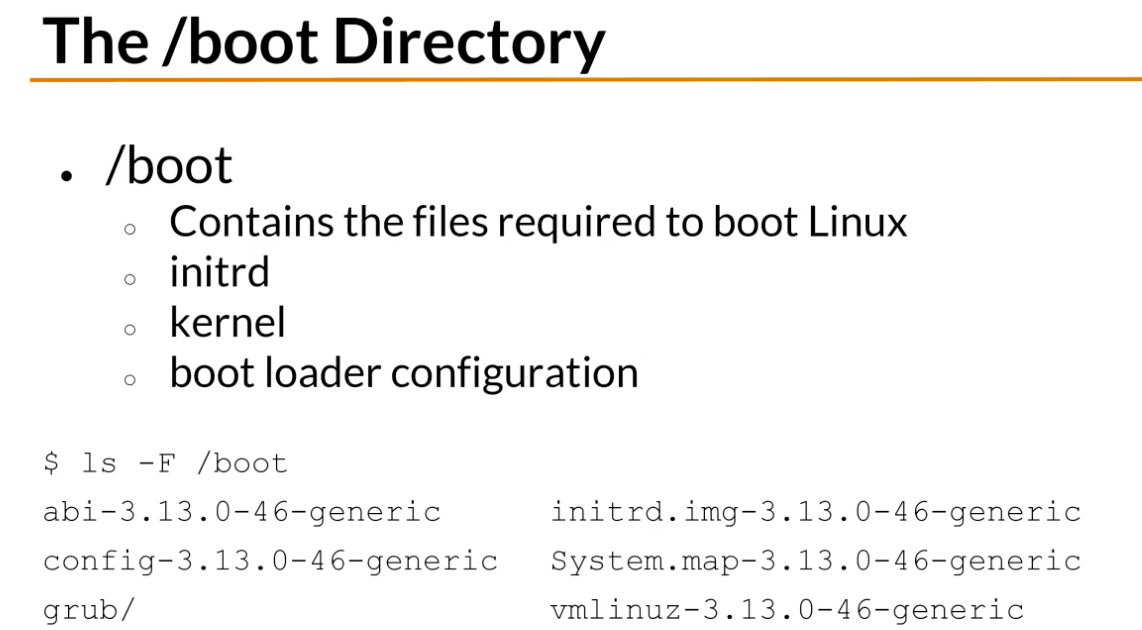 The /boot Directory
• /boot
○ Contains the files required to boot Linux
○ initrd
○ kernel
○ boot loader configuration
$ ls -F /boot
abi-3.13.0-46-generic initrd.img-3.13.0-46-generic
config-3.13.0-46-generic System.map-3.13.0-46-generic
grub/ vmlinuz-3.13.0-46-generic